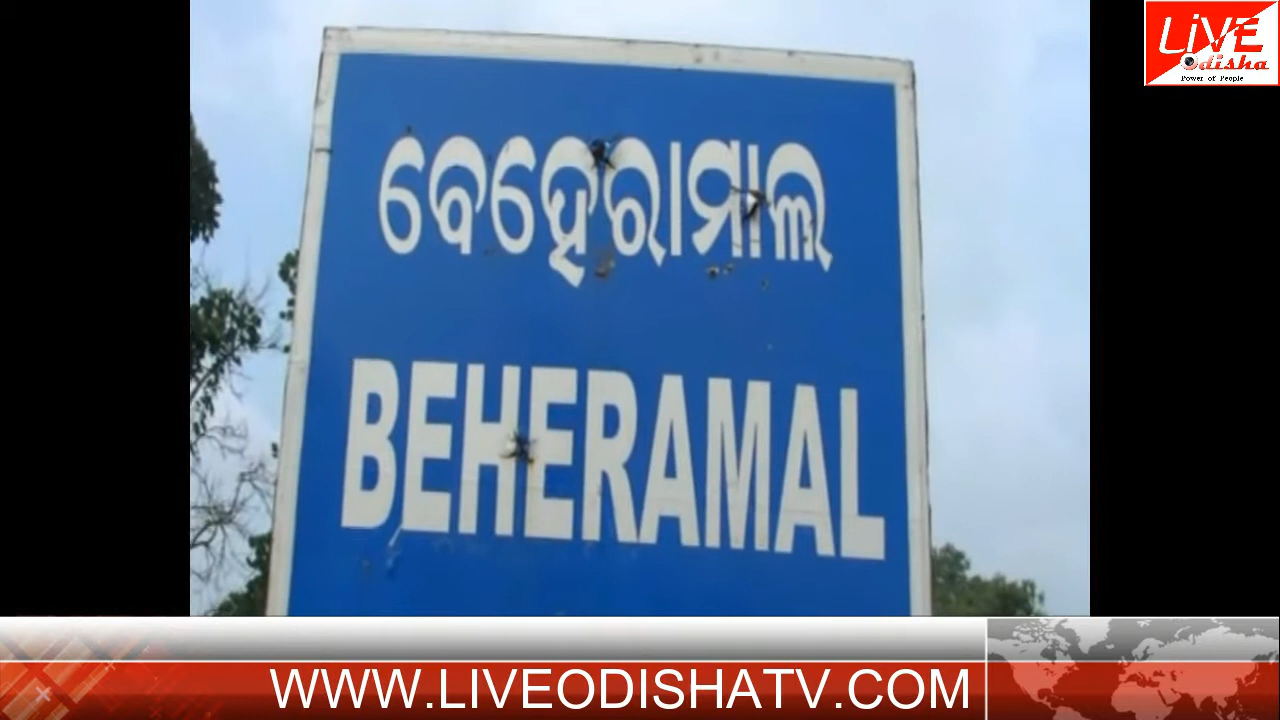 LiVE
Odisha
Power of People
ବେହେରାମାଲ
BEHERAMAL
WWW.LIVEODISHATV.COM